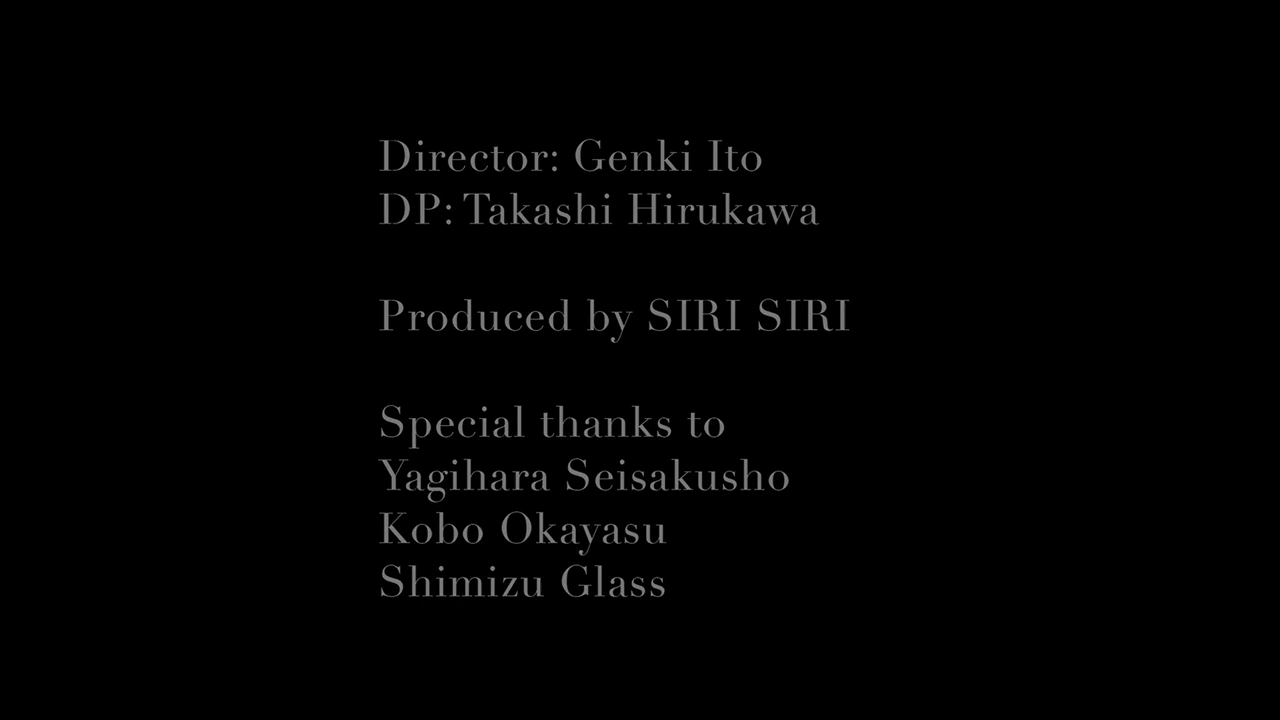 Director: Genki Ito
DP: Takashi Hirukawa
Produced by SIRI SIRI
Special thanks to
Yagihara Seisakusho
Kobo Okayasu
Shimizu Glass